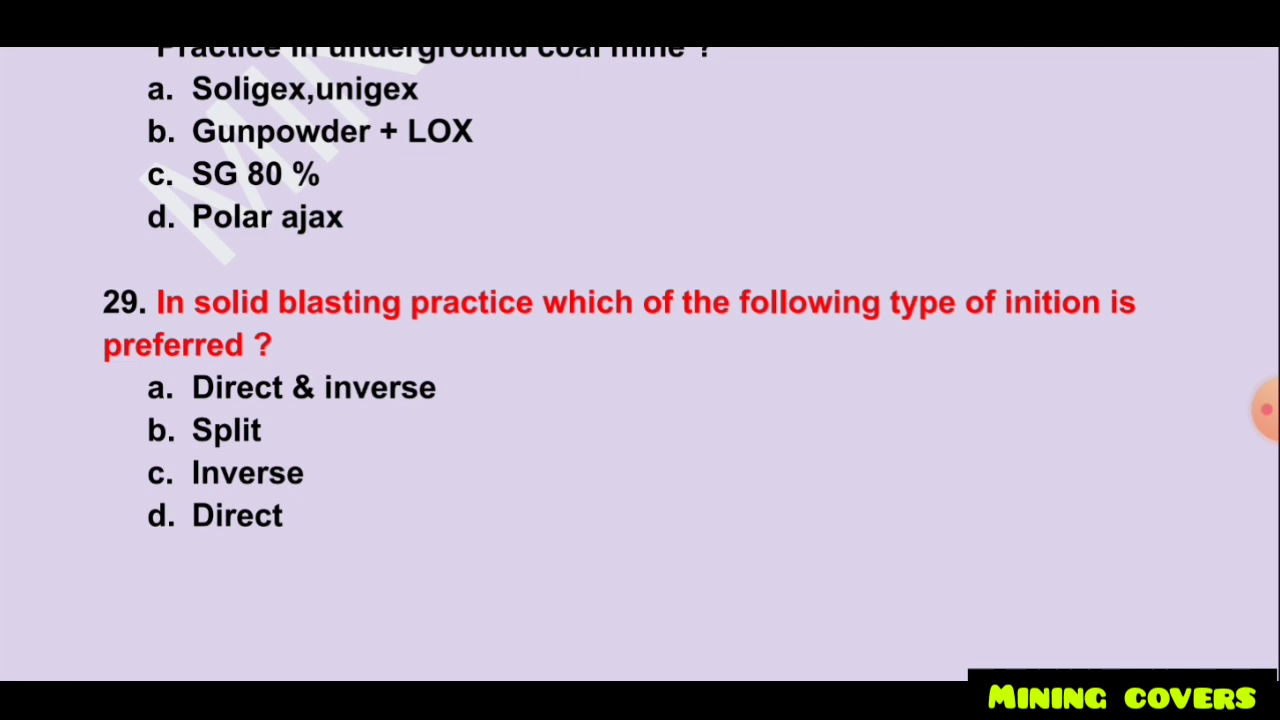 Practice in underground coal mine ?
a. Soligex,unigex
b. Gunpowder + LOX
c. SG 80 %
d. Polar ajax
29. In solid blasting practice which of the following type of inition is
preferred ?
a. Direct & inverse
b. Split
c. Inverse
d. Direct
MINING COVERS